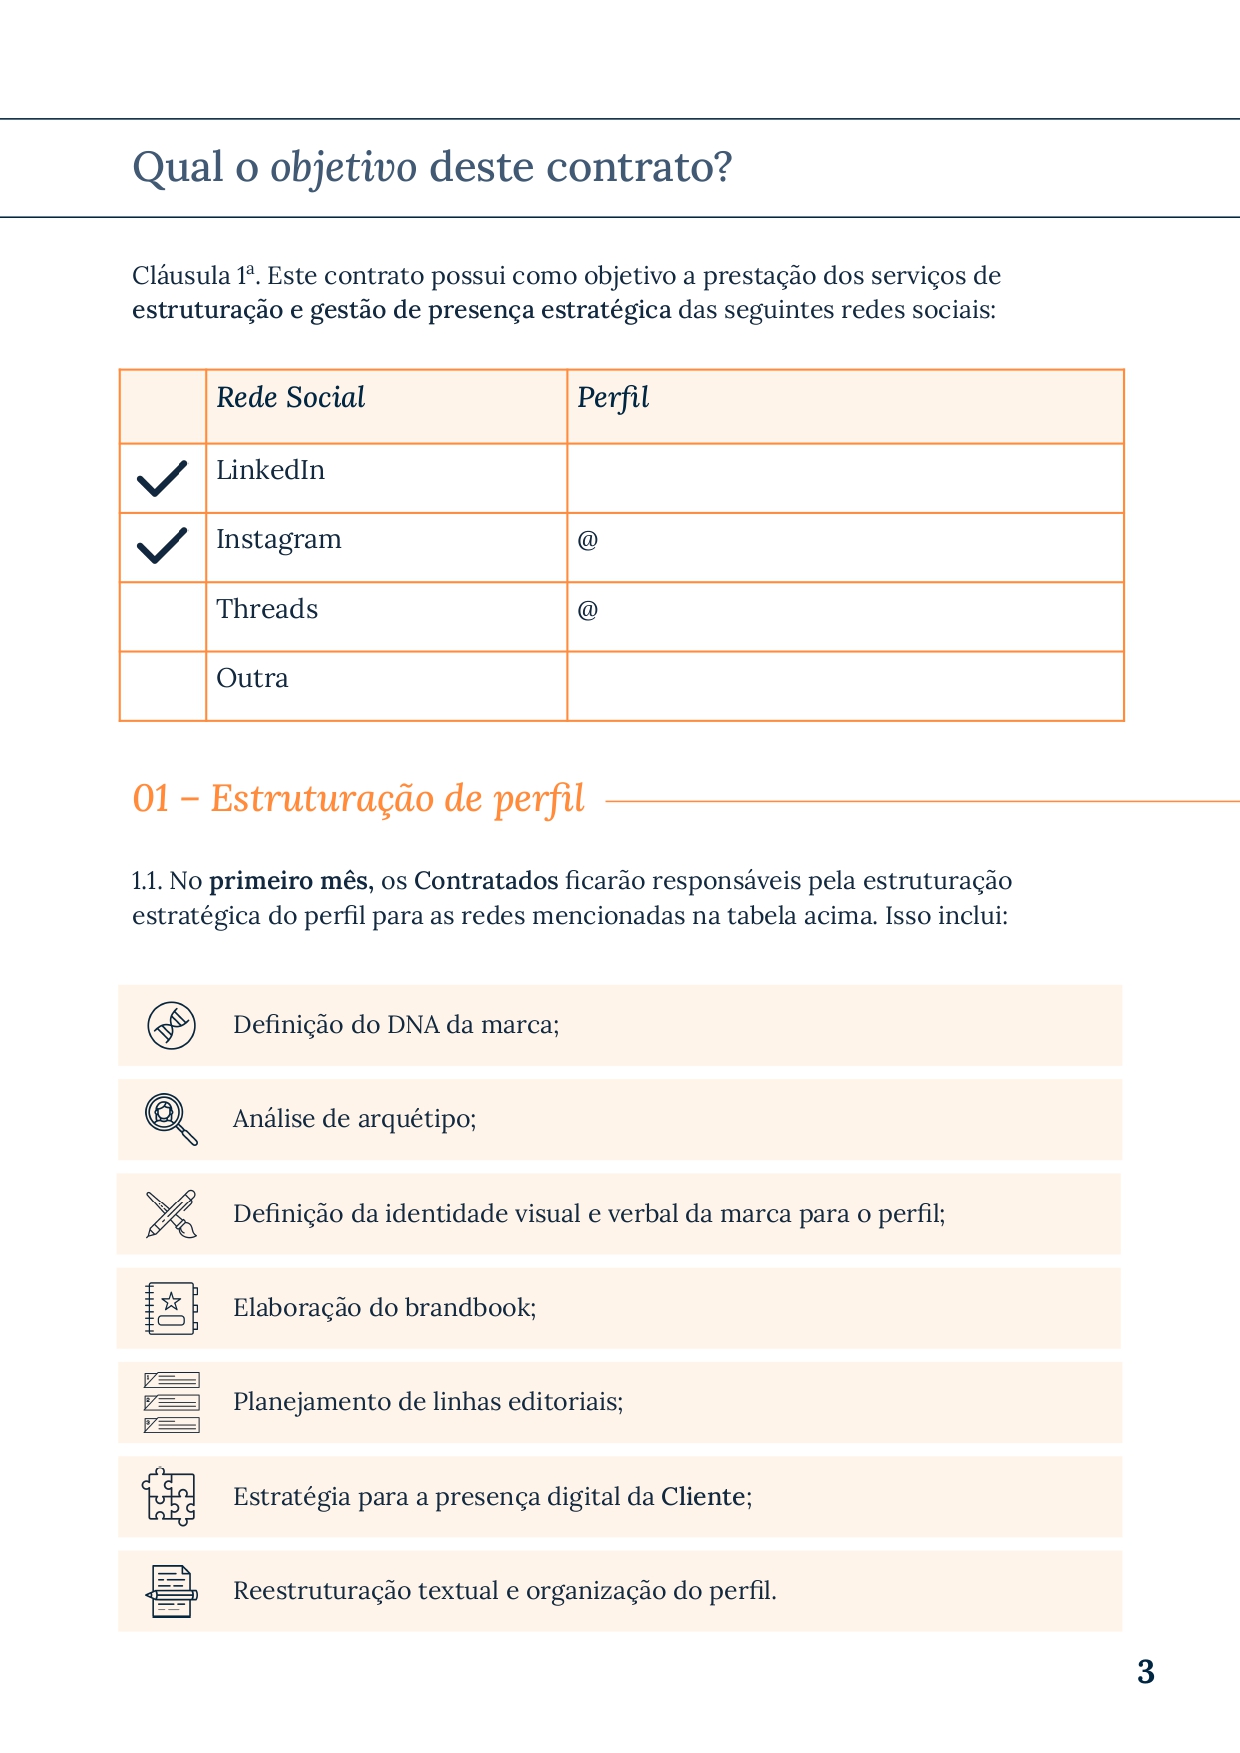 Qual o objetivo deste contrato?
Cláusula 1ª. Este contrato possui como objetivo a prestação dos serviços de
estruturação e gestão de presença estratégica das seguintes redes sociais:
Rede Social Perfil
LinkedIn
Instagram @
Threads @
Outra
01 – Estruturação de perfil
1.1. No primeiro mês, os Contratados ficarão responsáveis pela estruturação
estratégica do perfil para as redes mencionadas na tabela acima. Isso inclui:
Definição do DNA da marca;
Análise de arquétipo;
Definição da identidade visual e verbal da marca para o perfil;
Elaboração do brandbook;
Planejamento de linhas editoriais;
Estratégia para a presença digital da Cliente;
Reestruturação textual e organização do perfil.
3